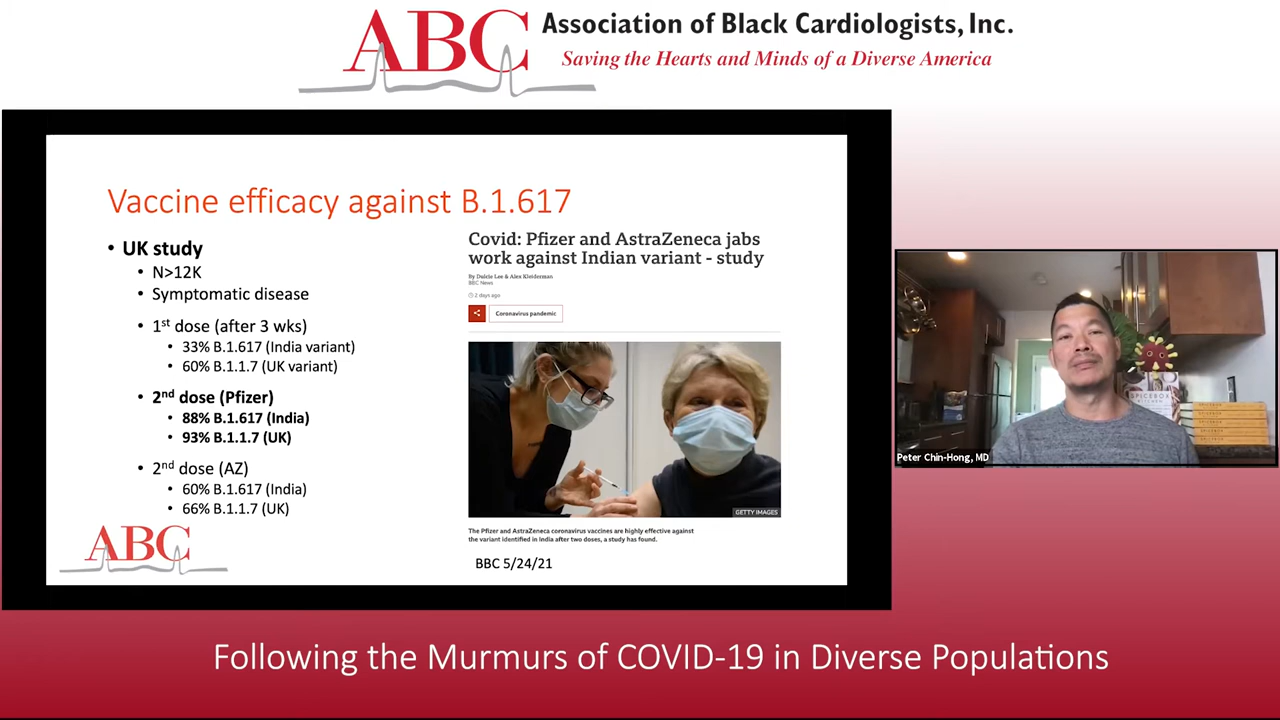 ABC
Association of Black Cardiologists, Inc.
Saving the Hearts and Minds of a Diverse America
Vaccine efficacy against B.1.617
• UK study
• N>12K
• Symptomatic disease
• 1st dose (after 3 wks)
• 33% B.1.617 (India variant)
• 60% B.1.1.7 (UK variant)
• 2nd dose (Pfizer)
• 88% B.1.617 (India)
• 93% B.1.1.7 (UK)
• 2nd dose (AZ)
• 60% B.1.617 (India)
• 66% B.1.1.7 (UK)
ABC
Covid: Pfizer and AstraZeneca jabs
work against Indian variant - study
By Dulcie Lee & Alex Kleiderman
BBC News
2 days ago
Coronavirus pandemic
GETTY IMAGES
The Pfizer and AstraZeneca coronavirus vaccines are highly effective against
the variant identified in India after two doses, a study has found.
BBC 5/24/21
SPICEBOX
KITCHEN
Peter Chin-Hong, MD
Following the Murmurs of COVID-19 in Diverse Populations